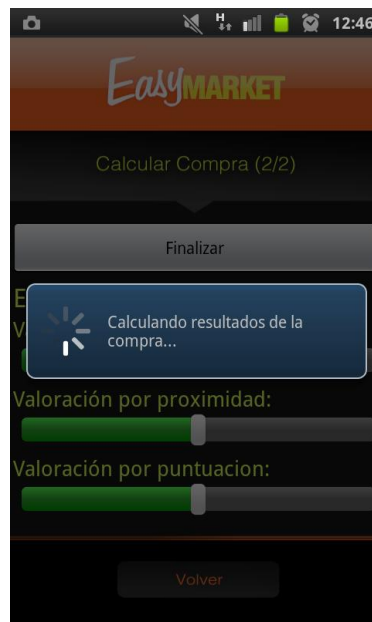 H
12:46
EasyMARKET
Calcular Compra (2/2)
Finalizar
E
Calculando resultados de la
compra...
V
Valoración por proximidad:
Valoración por puntuacion:
Volver